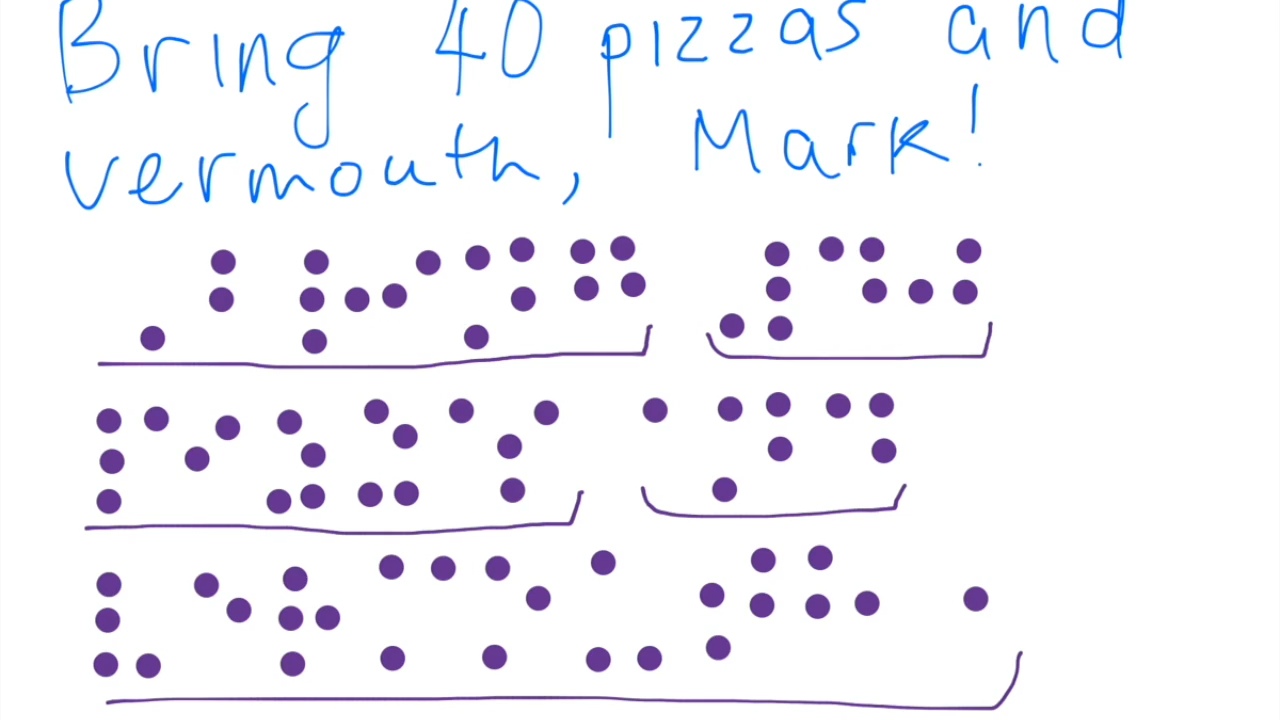 Bring 40 pizzas and
vermouth, Mark!
⠠⠃⠗⠊⠝⠛ ⠼⠙⠚
⠏⠊⠵⠵⠁⠎ ⠁⠝⠙
⠧⠑⠗⠍⠕⠥⠞⠓⠂